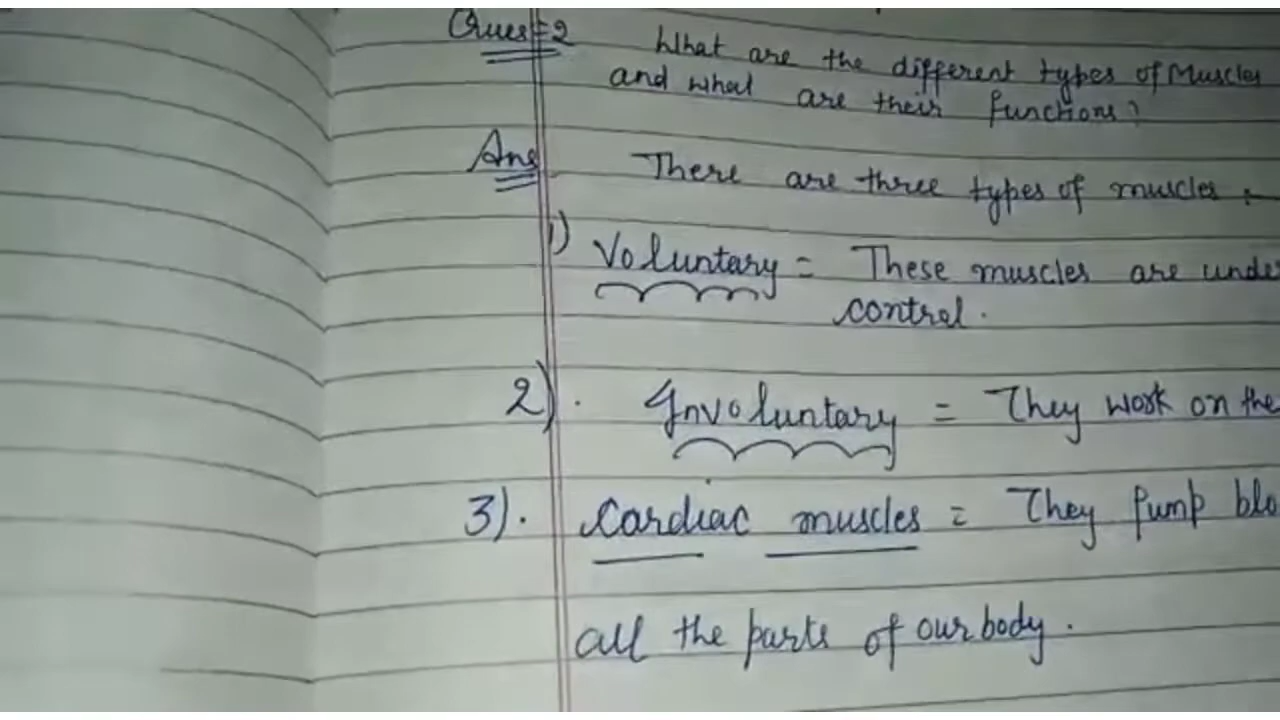 Ques=2 What are the different types of Muscles
and what are their functions?
Ans There are three types of muscles.
1) Voluntary = These muscles are unde
control.
2). Involuntary = They work on the
3). Cardiac muscles = They pump blo
all the parts of our body.